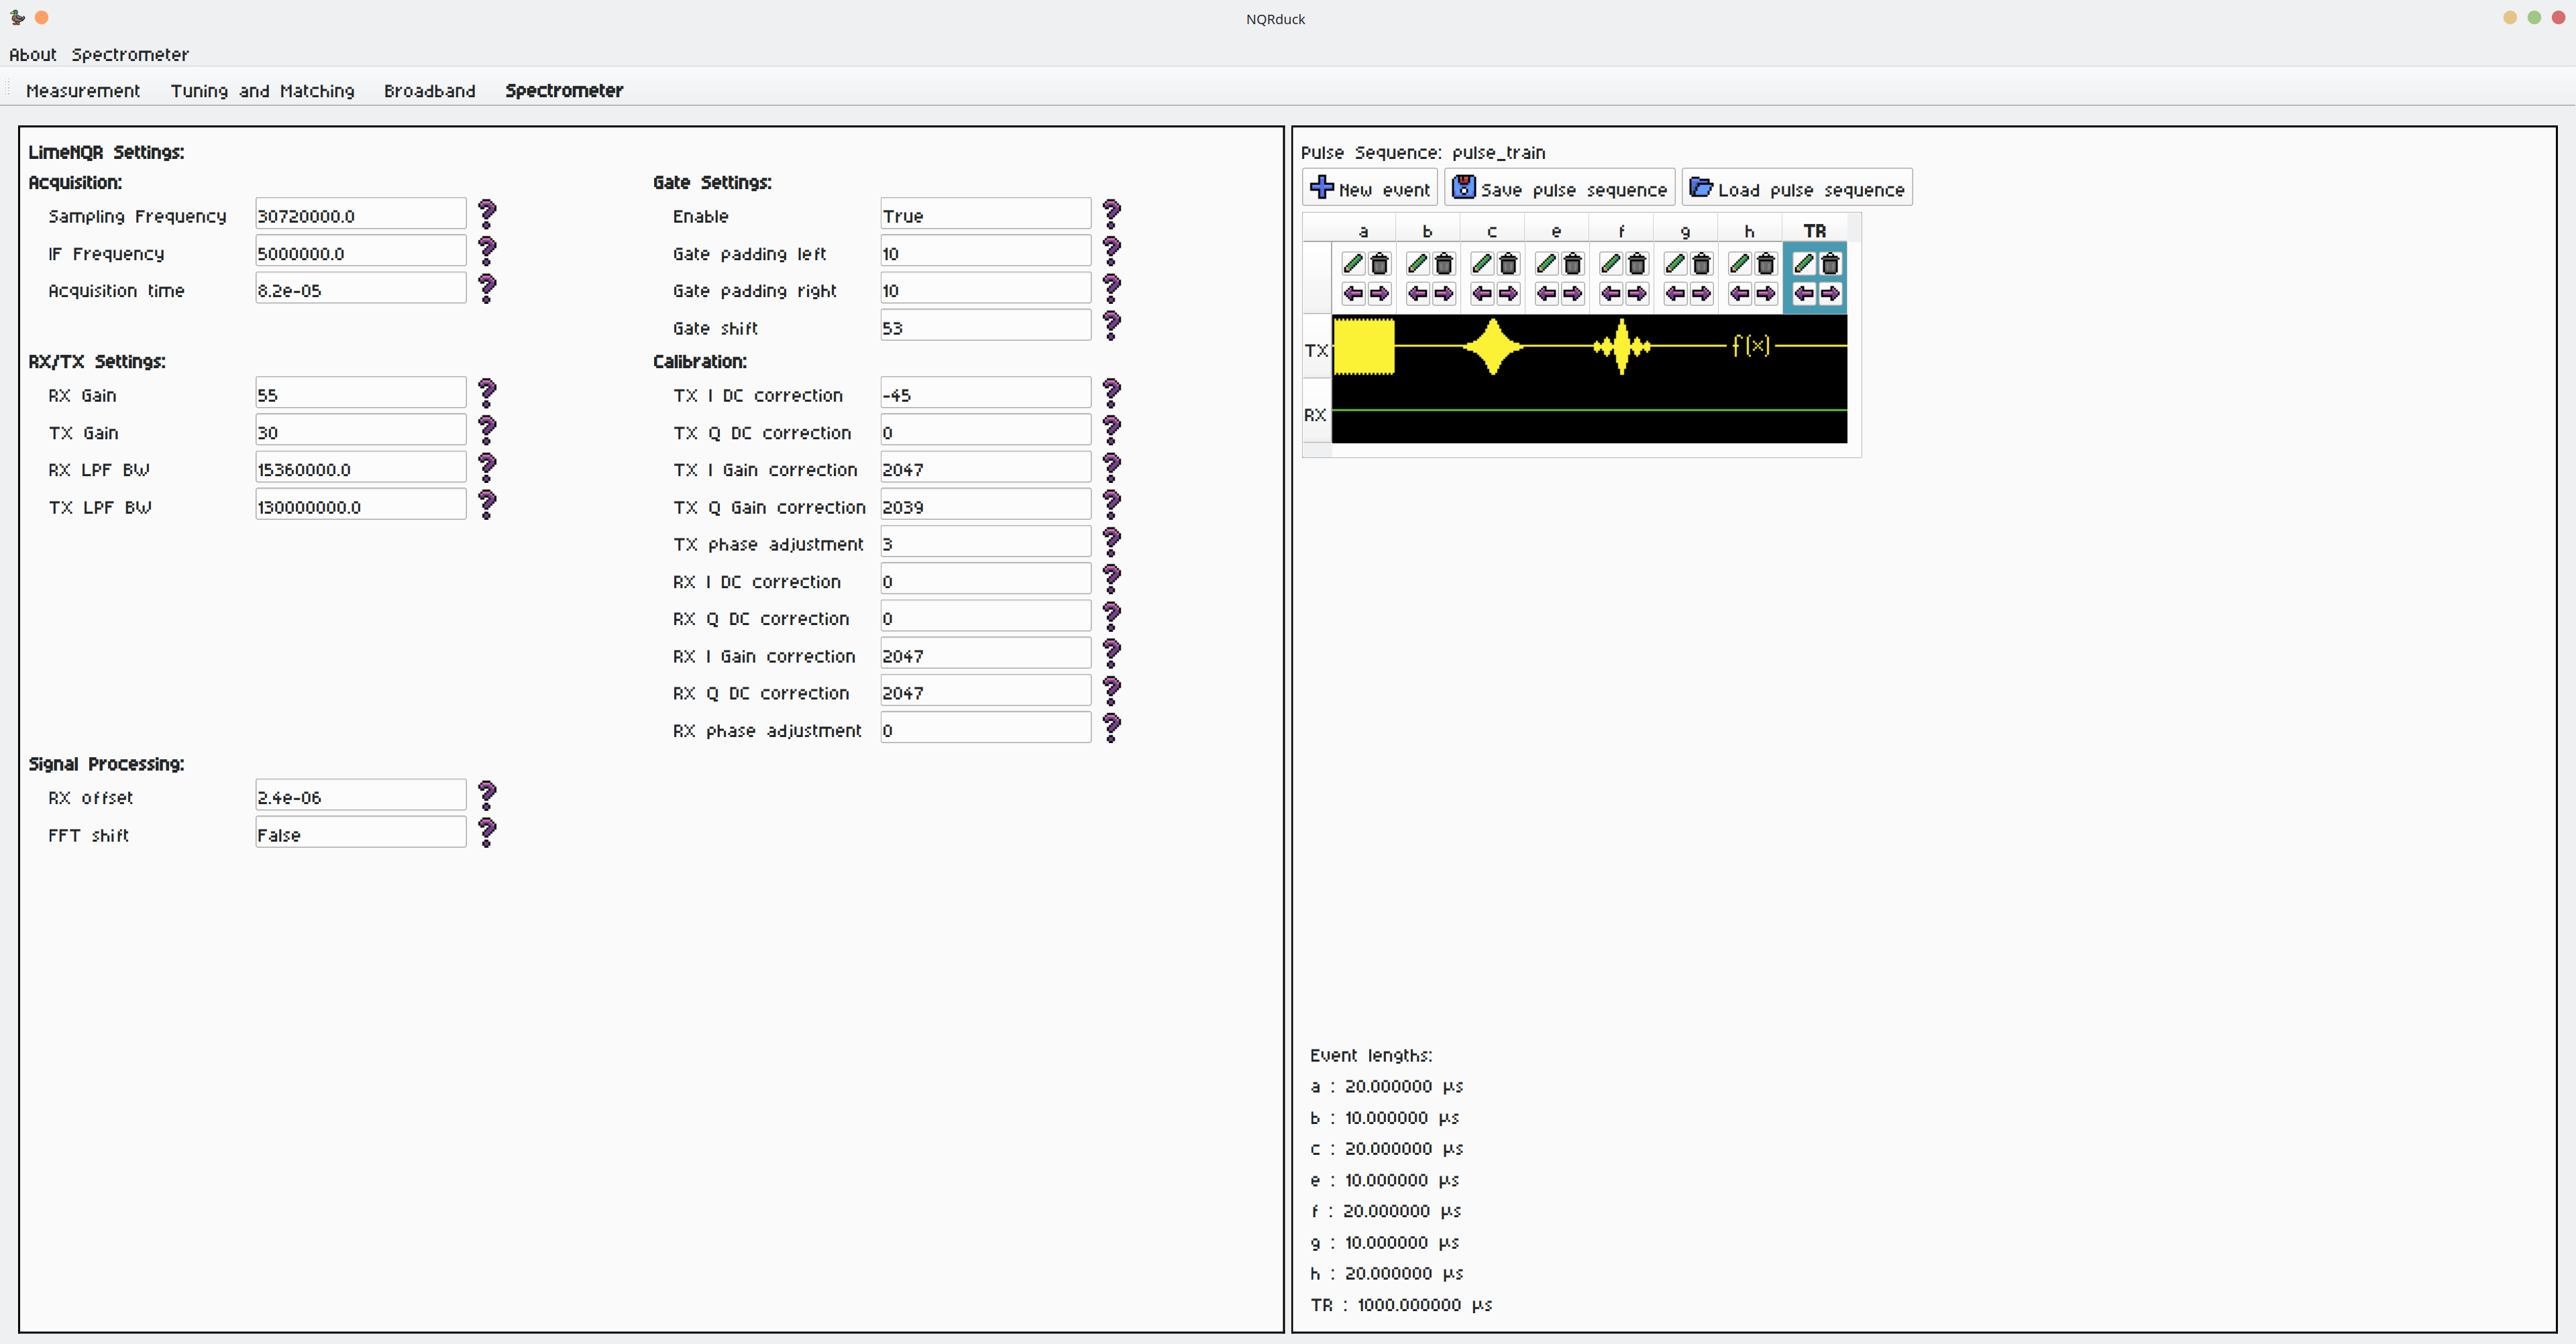 NQRduck
About Spectrometer
Measurement Tuning and Matching Broadband Spectrometer
LimeNQR Settings:
Acquisition:
Sampling Frequency 30720000.0
IF Frequency 5000000.0
Acquisition time 8.2e-05
Gate Settings:
Enable True
Gate padding left 10
Gate padding right 10
Gate shift 53
RX/TX Settings:
RX Gain 55
TX Gain 30
RX LPF BW 15360000.0
TX LPF BW 130000000.0
Calibration:
TX I DC correction -45
TX Q DC correction 0
TX I Gain correction 2047
TX Q Gain correction 2039
TX phase adjustment 3
RX I DC correction 0
RX Q DC correction 0
RX I Gain correction 2047
RX Q DC correction 2047
RX phase adjustment 0
Signal Processing:
RX offset 2.4e-06
FFT shift False
Pulse Sequence: pulse_train
New event Save pulse sequence Load pulse sequence
a b c e f g h TR
TX f(x)
RX
Event lengths:
a : 20.000000 µs
b : 10.000000 µs
c : 20.000000 µs
e : 10.000000 µs
f : 20.000000 µs
g : 10.000000 µs
h : 20.000000 µs
TR : 1000.000000 µs